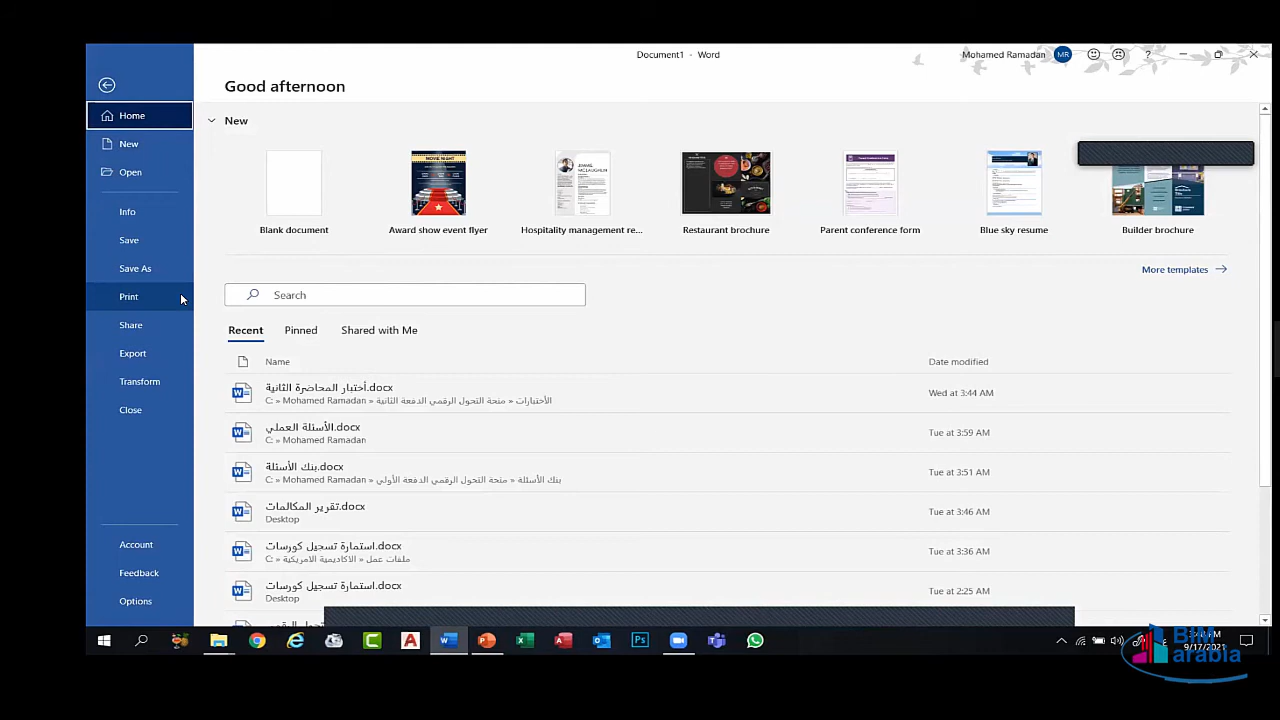 Document1 - Word
Mohamed Ramadan MR ?
Good afternoon
Home
New
Open
Info
Save
Save As
Print
Share
Export
Transform
Close
Account
Feedback
Options
New
MOVIE NIGHT
Blank document
Award show event flyer
Hospitality management re...
Restaurant brochure
Parent conference form
Blue sky resume
Builder brochure
More templates
Search
Recent Pinned Shared with Me
Name Date modified
أختبار المحاضرة الثانية.docx
C: » Mohamed Ramadan » منحة التحول الرقمي الدفعة الثانية » الأختبارات
Wed at 3:44 AM
الأسئلة العملي.docx
C: » Mohamed Ramadan
Tue at 3:59 AM
بنك الأسئلة.docx
C: » Mohamed Ramadan » منحة التحول الرقمي الدفعة الأولي » بنك الأسئلة
Tue at 3:51 AM
تقرير المكالمات.docx
Desktop
Tue at 3:46 AM
استمارة تسجيل كورسات.docx
C: » ملفات عمل » الاكاديمية الامريكية
Tue at 3:36 AM
استمارة تسجيل كورسات.docx
Desktop
Tue at 2:25 AM
9/17/2021
BIM
arabia